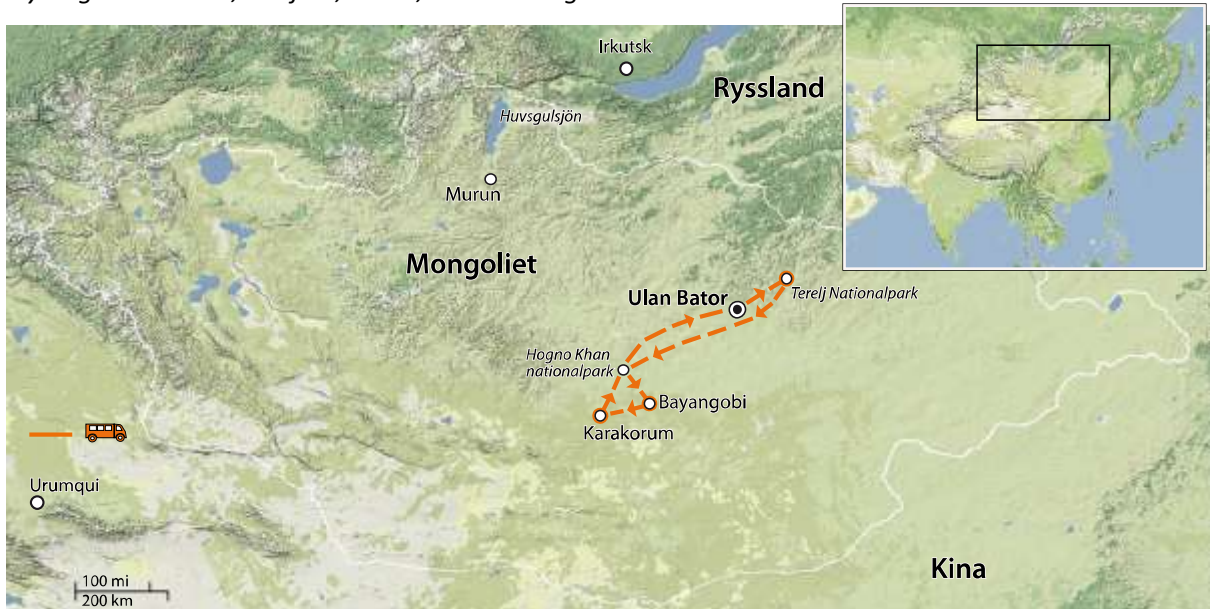 Irkutsk
Ryssland
Huvsgulsjön
Murun
Mongoliet
Ulan Bator
Terelj Nationalpark
Hogno Khan
nationalpark
Bayangobi
Karakorum
Urumqui
Kina
100 mi
200 km